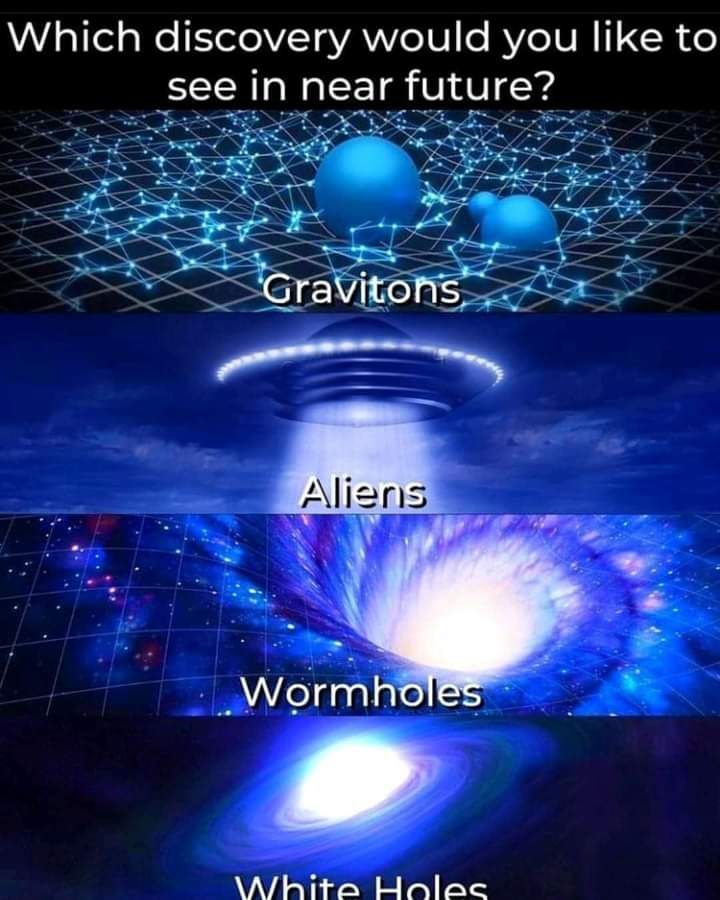 Which discovery would you like to
see in near future?
Gravitons
Aliens
Wormholes
White Holes